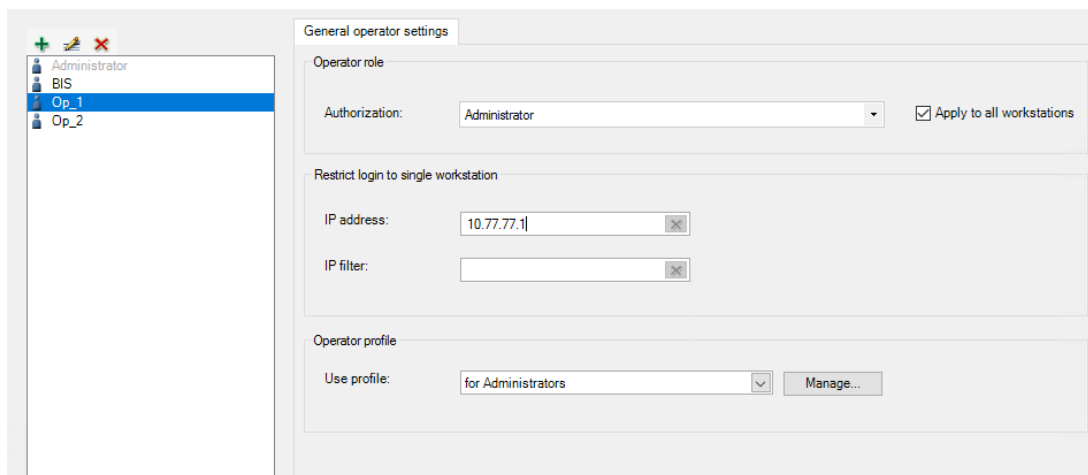 General operator settings
Administrator
BIS
Op_1
Op_2
Operator role
Authorization:
Administrator
Apply to all workstations
Restrict login to single workstation
IP address:
10.77.77.1
IP filter:
Operator profile
Use profile:
for Administrators
Manage...